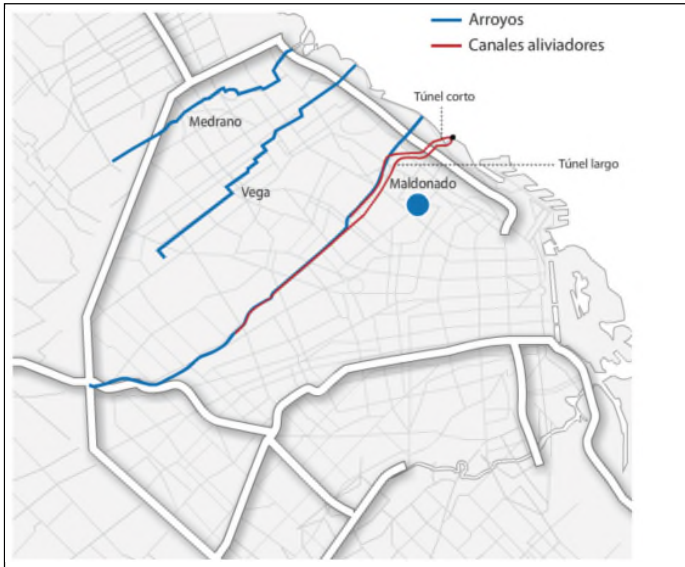 Arroyos
Canales aliviadores
Túnel corto
Medrano
Túnel largo
Maldonado
Vega